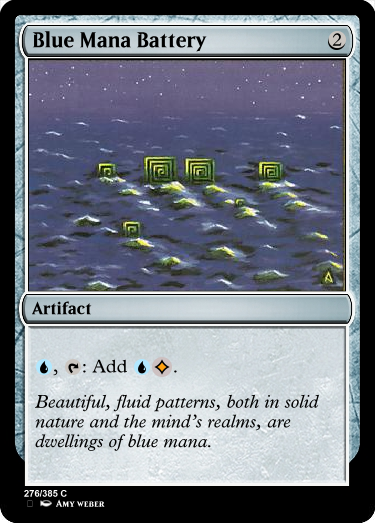 Blue Mana Battery 2
Artifact
, : Add .
Beautiful, fluid patterns, both in solid
nature and the mind's realms, are
dwellings of blue mana.
276/385 C
AMY WEBER